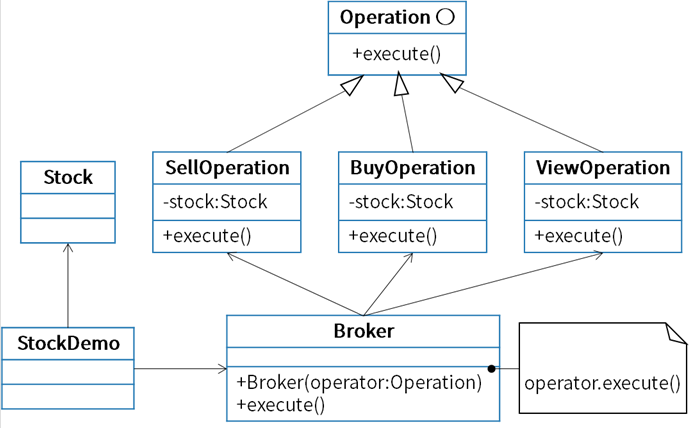 Operation
+execute()
SellOperation
-stock:Stock
+execute()
BuyOperation
-stock:Stock
+execute()
ViewOperation
-stock:Stock
+execute()
Stock
StockDemo
Broker
+Broker(operator:Operation)
+execute()
operator.execute()